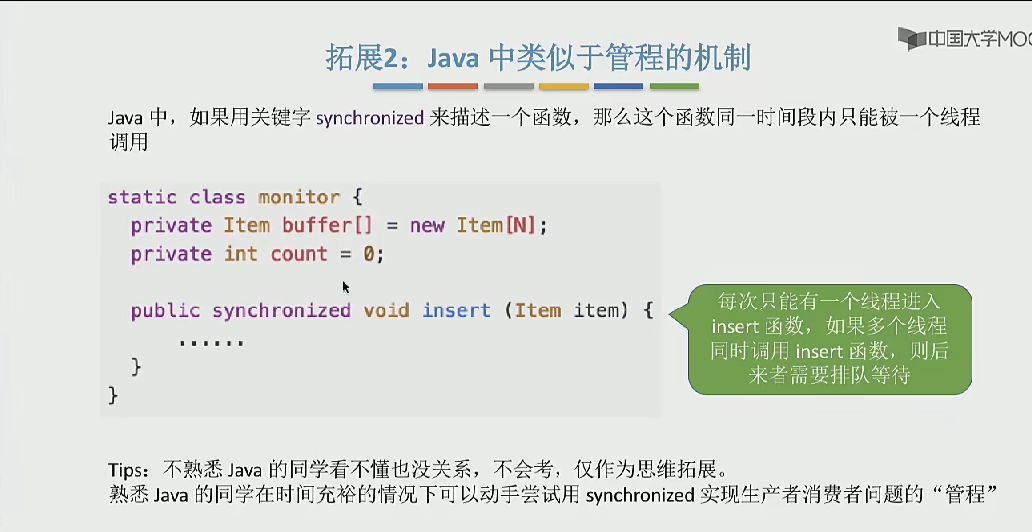 中国大学MOO
拓展2：Java 中类似于管程的机制
Java 中，如果用关键字 synchronized 来描述一个函数，那么这个函数同一时间段内只能被一个线程
调用
static class monitor {
private Item buffer[] = new Item[N];
private int count = 0;
public synchronized void insert (Item item) {
......
}
}
每次只能有一个线程进入
insert 函数，如果多个线程
同时调用 insert 函数，则后
来者需要排队等待
Tips：不熟悉 Java 的同学看不懂也没关系，不会考，仅作为思维拓展。
熟悉 Java 的同学在时间充裕的情况下可以动手尝试用 synchronized 实现生产者消费者问题的“管程”